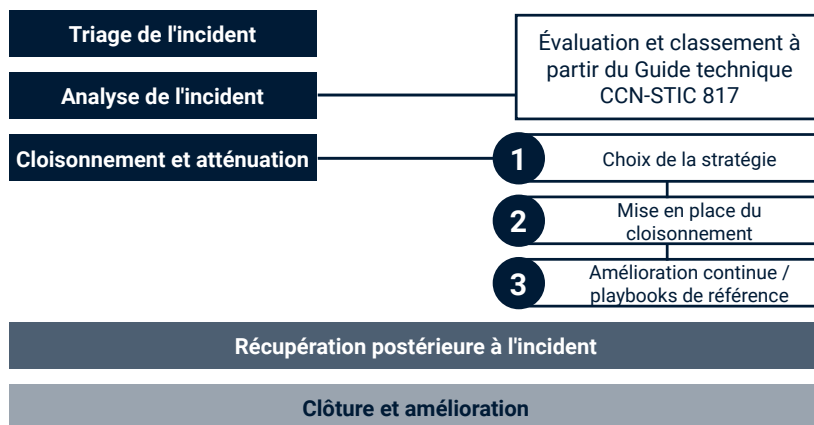 Triage de l'incident
Analyse de l'incident
Évaluation et classement à
partir du Guide technique
CCN-STIC 817
Cloisonnement et atténuation
1
Choix de la stratégie
2
Mise en place du
cloisonnement
3
Amélioration continue /
playbooks de référence
Récupération postérieure à l'incident
Clôture et amélioration